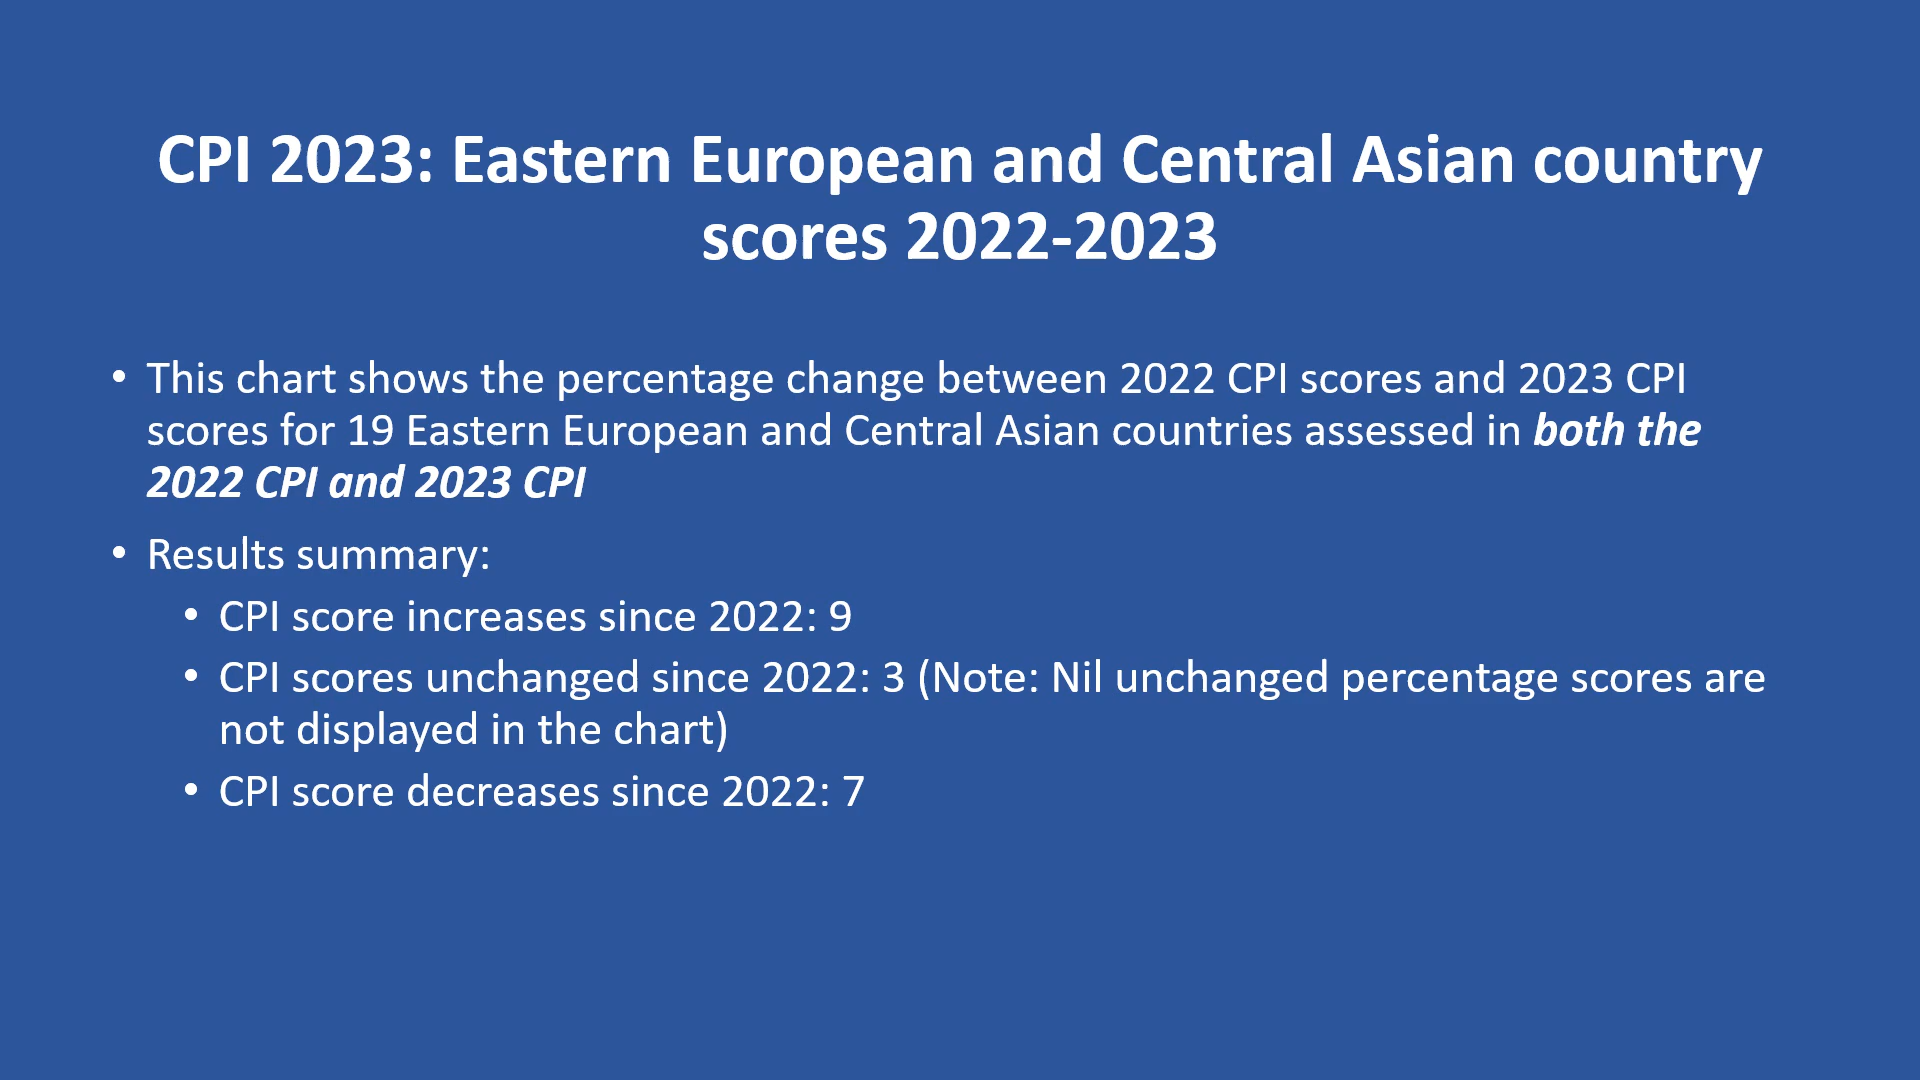 CPI 2023: Eastern European and Central Asian country
scores 2022-2023
• This chart shows the percentage change between 2022 CPI scores and 2023 CPI
scores for 19 Eastern European and Central Asian countries assessed in both the
2022 CPI and 2023 CPI
• Results summary:
• CPI score increases since 2022: 9
• CPI scores unchanged since 2022: 3 (Note: Nil unchanged percentage scores are
not displayed in the chart)
• CPI score decreases since 2022: 7